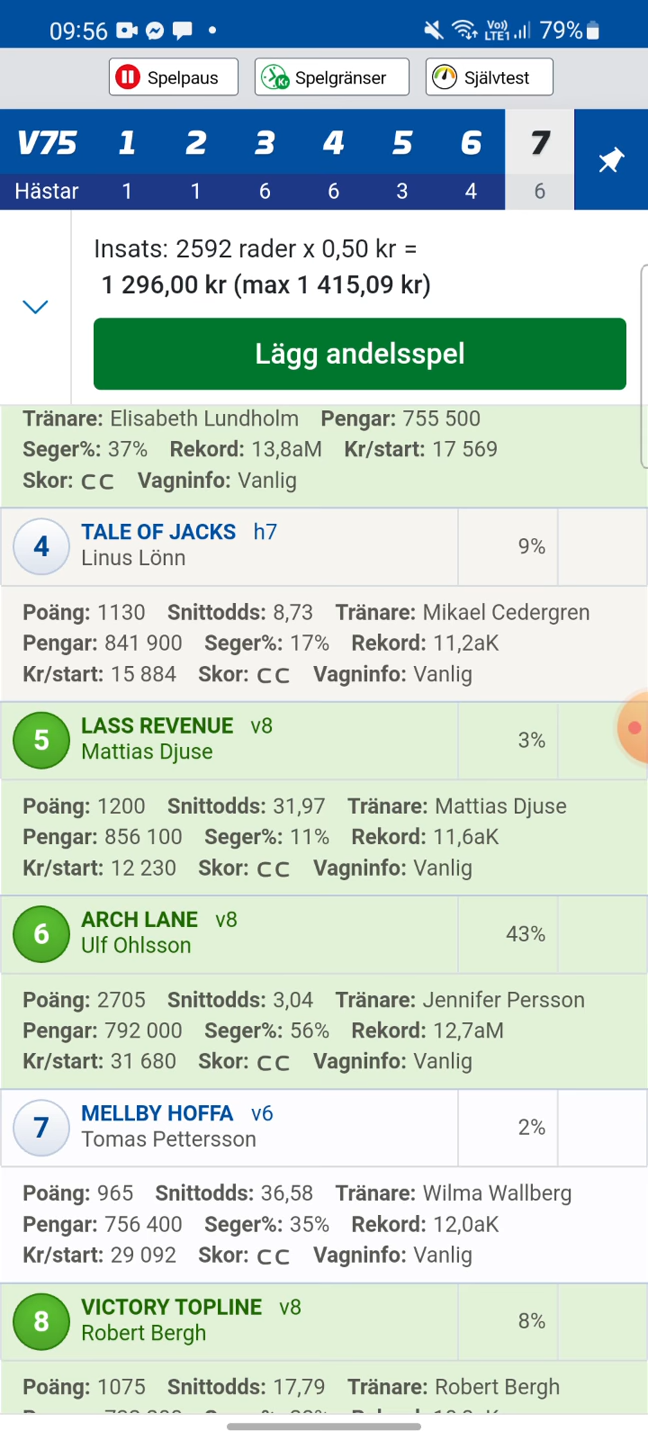 09:56 Voı) LTE1 79%
Spelpaus Spelgränser Självtest
V75 1 2 3 4 5 6 7
Hästar 1 1 6 6 3 4 6
Insats: 2592 rader x 0,50 kr =
1 296,00 kr (max 1 415,09 kr)
Lägg andelsspel
Tränare: Elisabeth Lundholm Pengar: 755 500
Seger%: 37% Rekord: 13,8aM Kr/start: 17 569
Skor: C C Vagninfo: Vanlig
4 TALE OF JACKS h7 9%
Linus Lönn
Poäng: 1130 Snittodds: 8,73 Tränare: Mikael Cedergren
Pengar: 841 900 Seger%: 17% Rekord: 11,2aK
Kr/start: 15 884 Skor: C C Vagninfo: Vanlig
5 LASS REVENUE v8 3%
Mattias Djuse
Poäng: 1200 Snittodds: 31,97 Tränare: Mattias Djuse
Pengar: 856 100 Seger%: 11% Rekord: 11,6aK
Kr/start: 12 230 Skor: C C Vagninfo: Vanlig
6 ARCH LANE v8 43%
Ulf Ohlsson
Poäng: 2705 Snittodds: 3,04 Tränare: Jennifer Persson
Pengar: 792 000 Seger%: 56% Rekord: 12,7aM
Kr/start: 31 680 Skor: C C Vagninfo: Vanlig
7 MELLBY HOFFA v6 2%
Tomas Pettersson
Poäng: 965 Snittodds: 36,58 Tränare: Wilma Wallberg
Pengar: 756 400 Seger%: 35% Rekord: 12,0aK
Kr/start: 29 092 Skor: C C Vagninfo: Vanlig
8 VICTORY TOPLINE v8 8%
Robert Bergh
Poäng: 1075 Snittodds: 17,79 Tränare: Robert Bergh